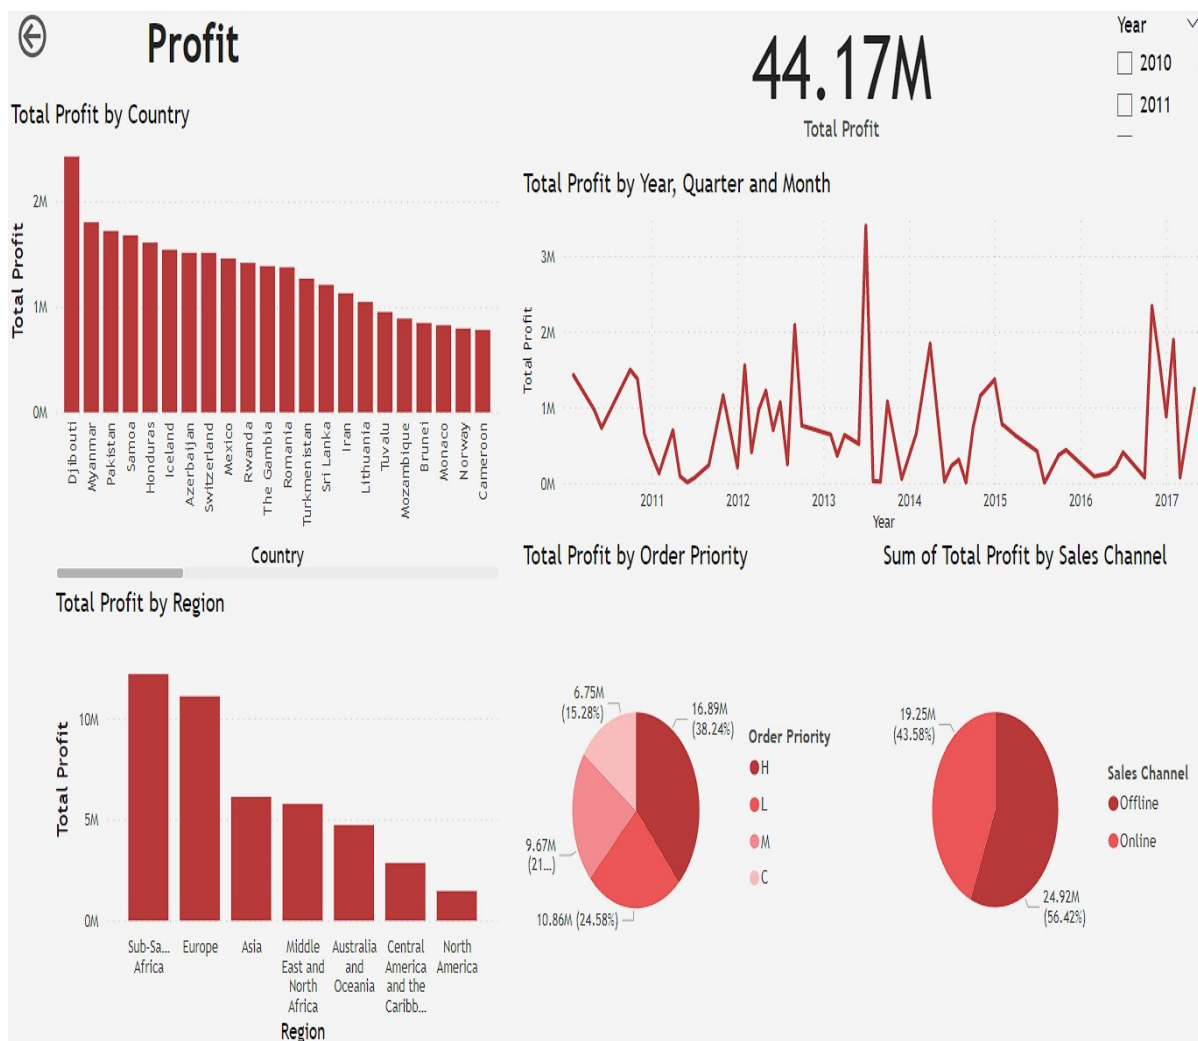 Profit
44.17M
Total Profit
Year
2010
2011
Total Profit by Country
Total Profit
2M
1M
0M
Djibouti
Myanmar
Pakistan
Samoa
Honduras
Iceland
Azerbaijan
Switzerland
Mexico
Rwanda
The Gambia
Romania
Turkmenistan
Sri Lanka
Iran
Lithuania
Tuvalu
Mozambique
Brunei
Monaco
Norway
Cameroon
Country
Total Profit by Year, Quarter and Month
Total Profit
3M
2M
1M
0M
2011
2012
2013
2014
2015
2016
2017
Year
Total Profit by Region
Total Profit
10M
5M
0M
Sub-Sa...
Africa
Europe
Asia
Middle
East and
North
Africa
Australia
and
Oceania
Central
America
and the
Caribb...
North
America
Region
Total Profit by Order Priority
6.75M
(15.28%)
16.89M
(38.24%)
9.67M
(21...)
10.86M (24.58%)
Order Priority
H
L
M
C
Sum of Total Profit by Sales Channel
19.25M
(43.58%)
24.92M
(56.42%)
Sales Channel
Offline
Online